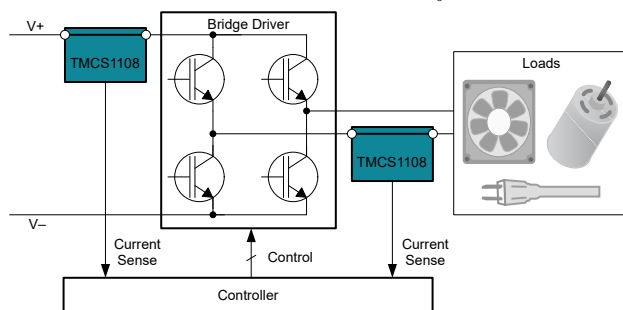 V+
Bridge Driver
TMCS1108
Loads
TMCS1108
V–
Current
Sense
Control
Current
Sense
Controller